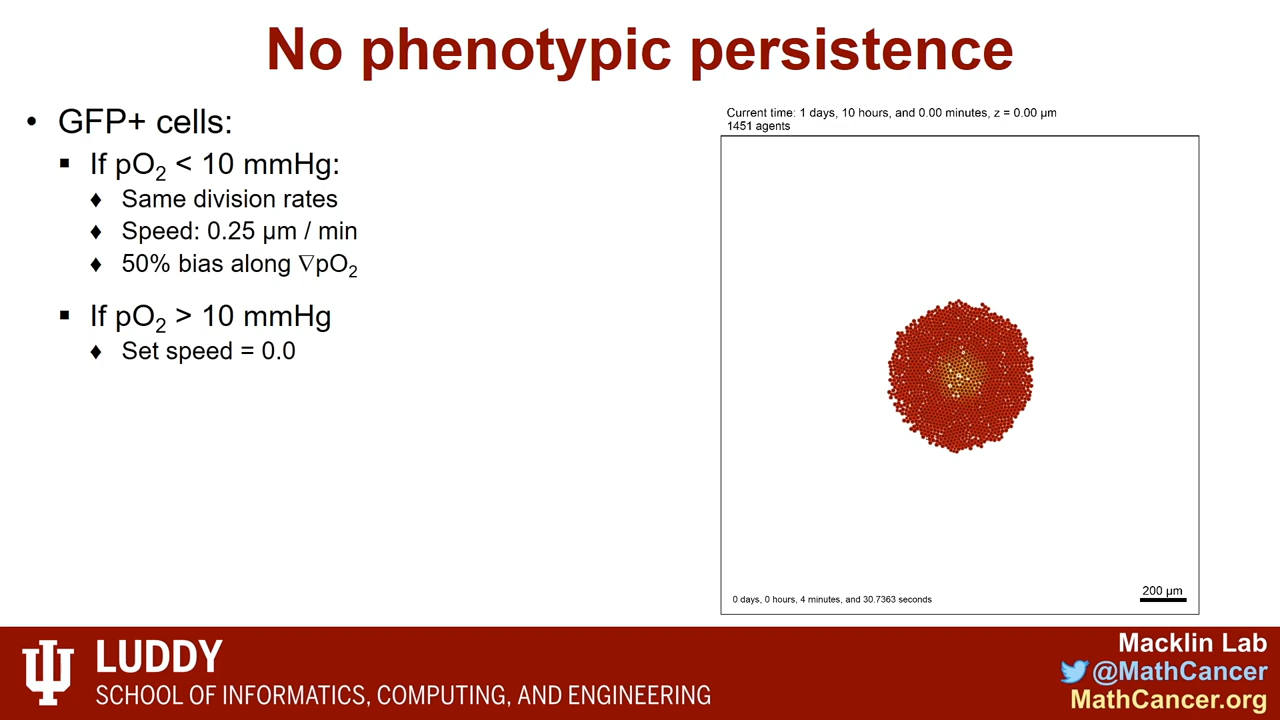 No phenotypic persistence
• GFP+ cells:
▪ If pO₂ < 10 mmHg:
♦ Same division rates
♦ Speed: 0.25 µm / min
♦ 50% bias along ∇pO₂
▪ If pO₂ > 10 mmHg
♦ Set speed = 0.0
Current time: 1 days, 10 hours, and 0.00 minutes, z = 0.00 µm
1451 agents
200 µm
0 days, 0 hours, 4 minutes, and 30.7363 seconds
LUDDY
SCHOOL OF INFORMATICS, COMPUTING, AND ENGINEERING
Macklin Lab
@MathCancer
MathCancer.org